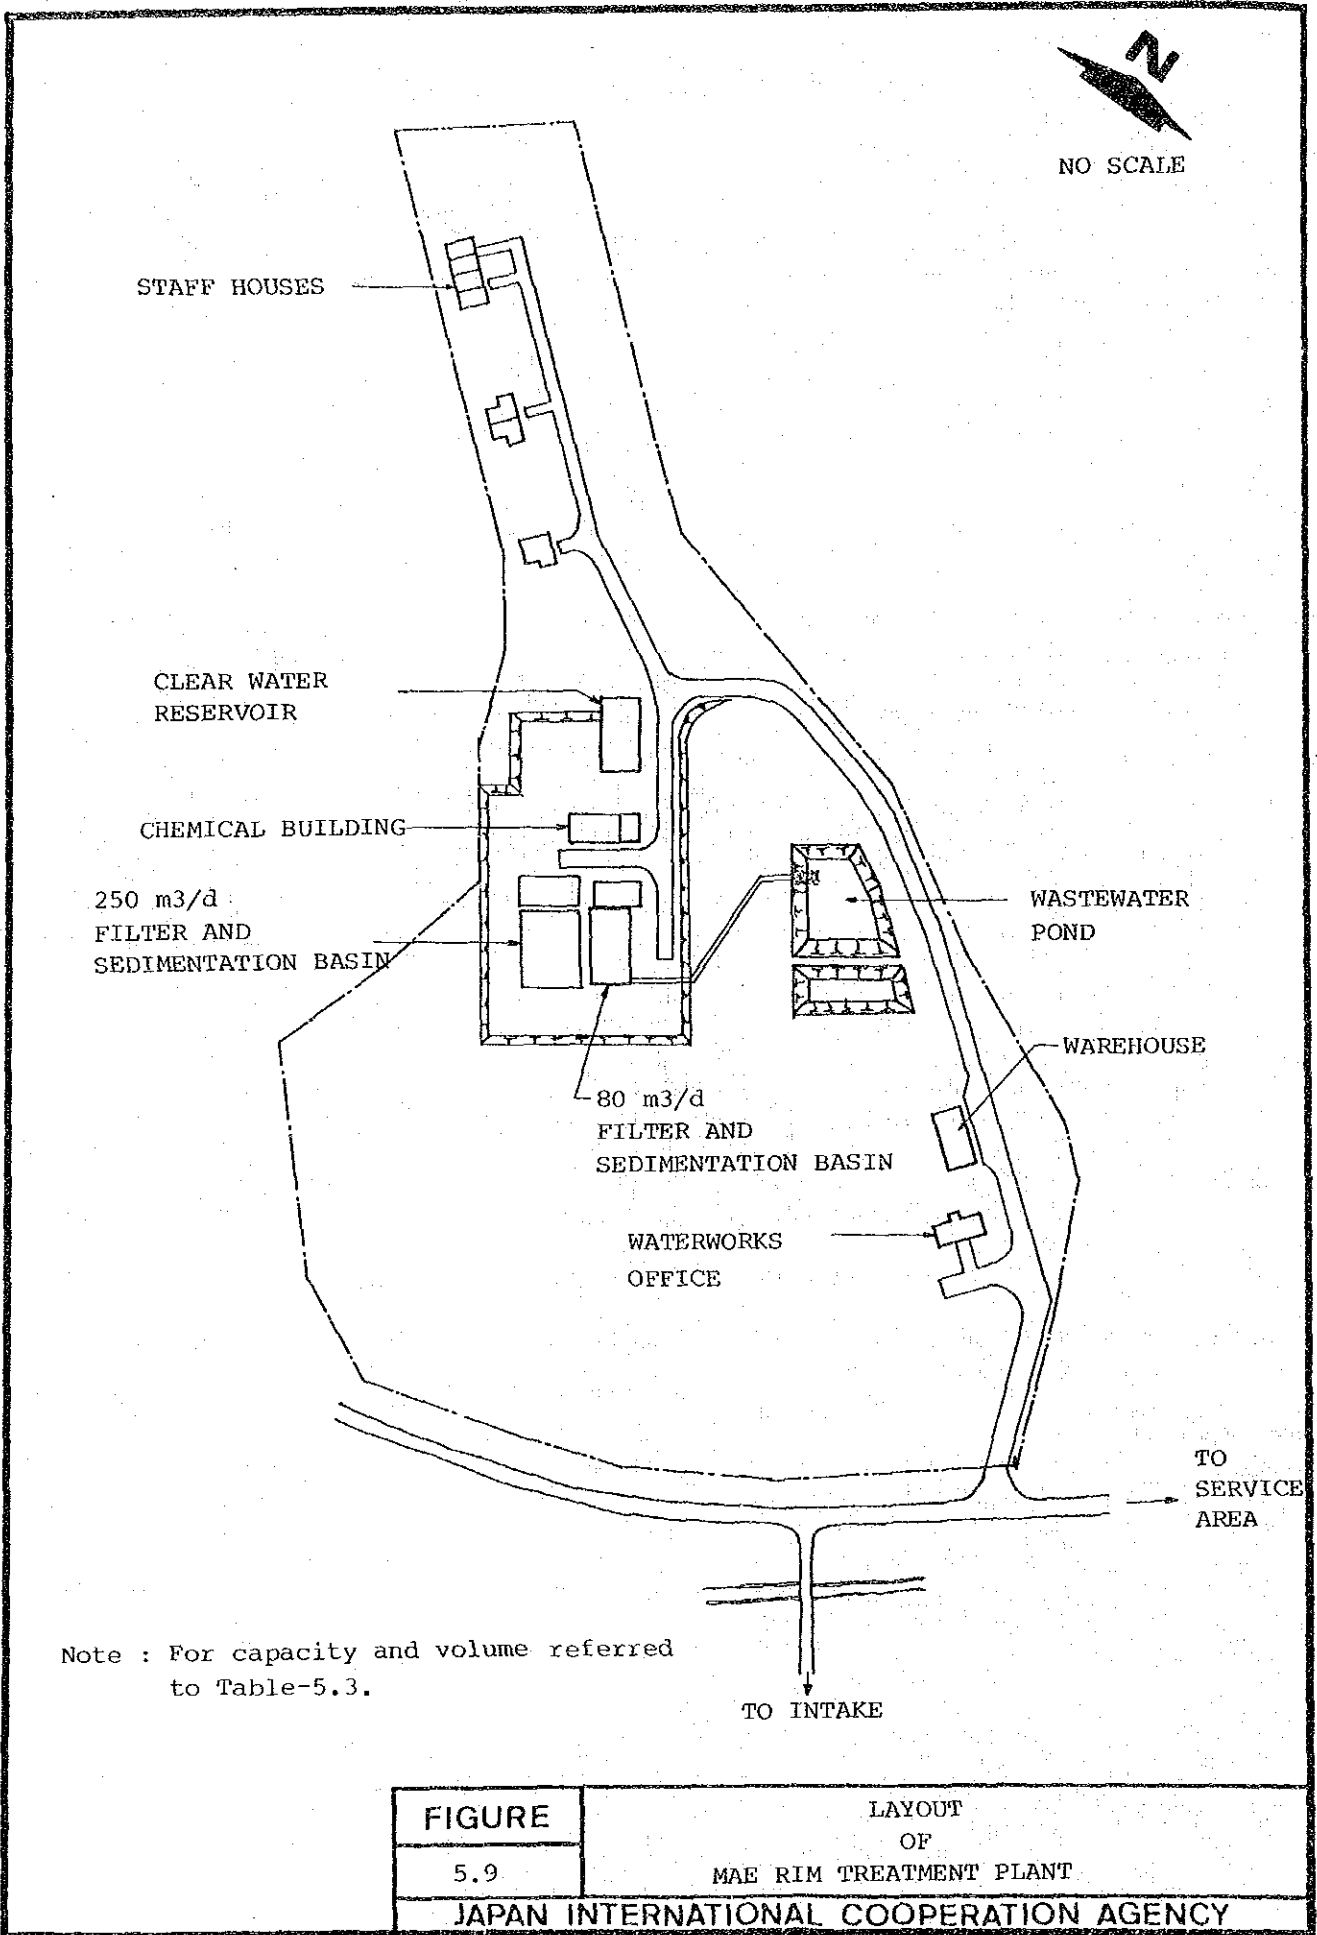 N
NO SCALE
STAFF HOUSES
CLEAR WATER
RESERVOIR
CHEMICAL BUILDING
250 m3/d
FILTER AND
SEDIMENTATION BASIN
WASTEWATER
POND
WAREHOUSE
80 m3/d
FILTER AND
SEDIMENTATION BASIN
WATERWORKS
OFFICE
TO
SERVICE
AREA
Note : For capacity and volume referred
to Table-5.3.
TO INTAKE
FIGURE
5.9
LAYOUT
OF
MAE RIM TREATMENT PLANT
JAPAN INTERNATIONAL COOPERATION AGENCY